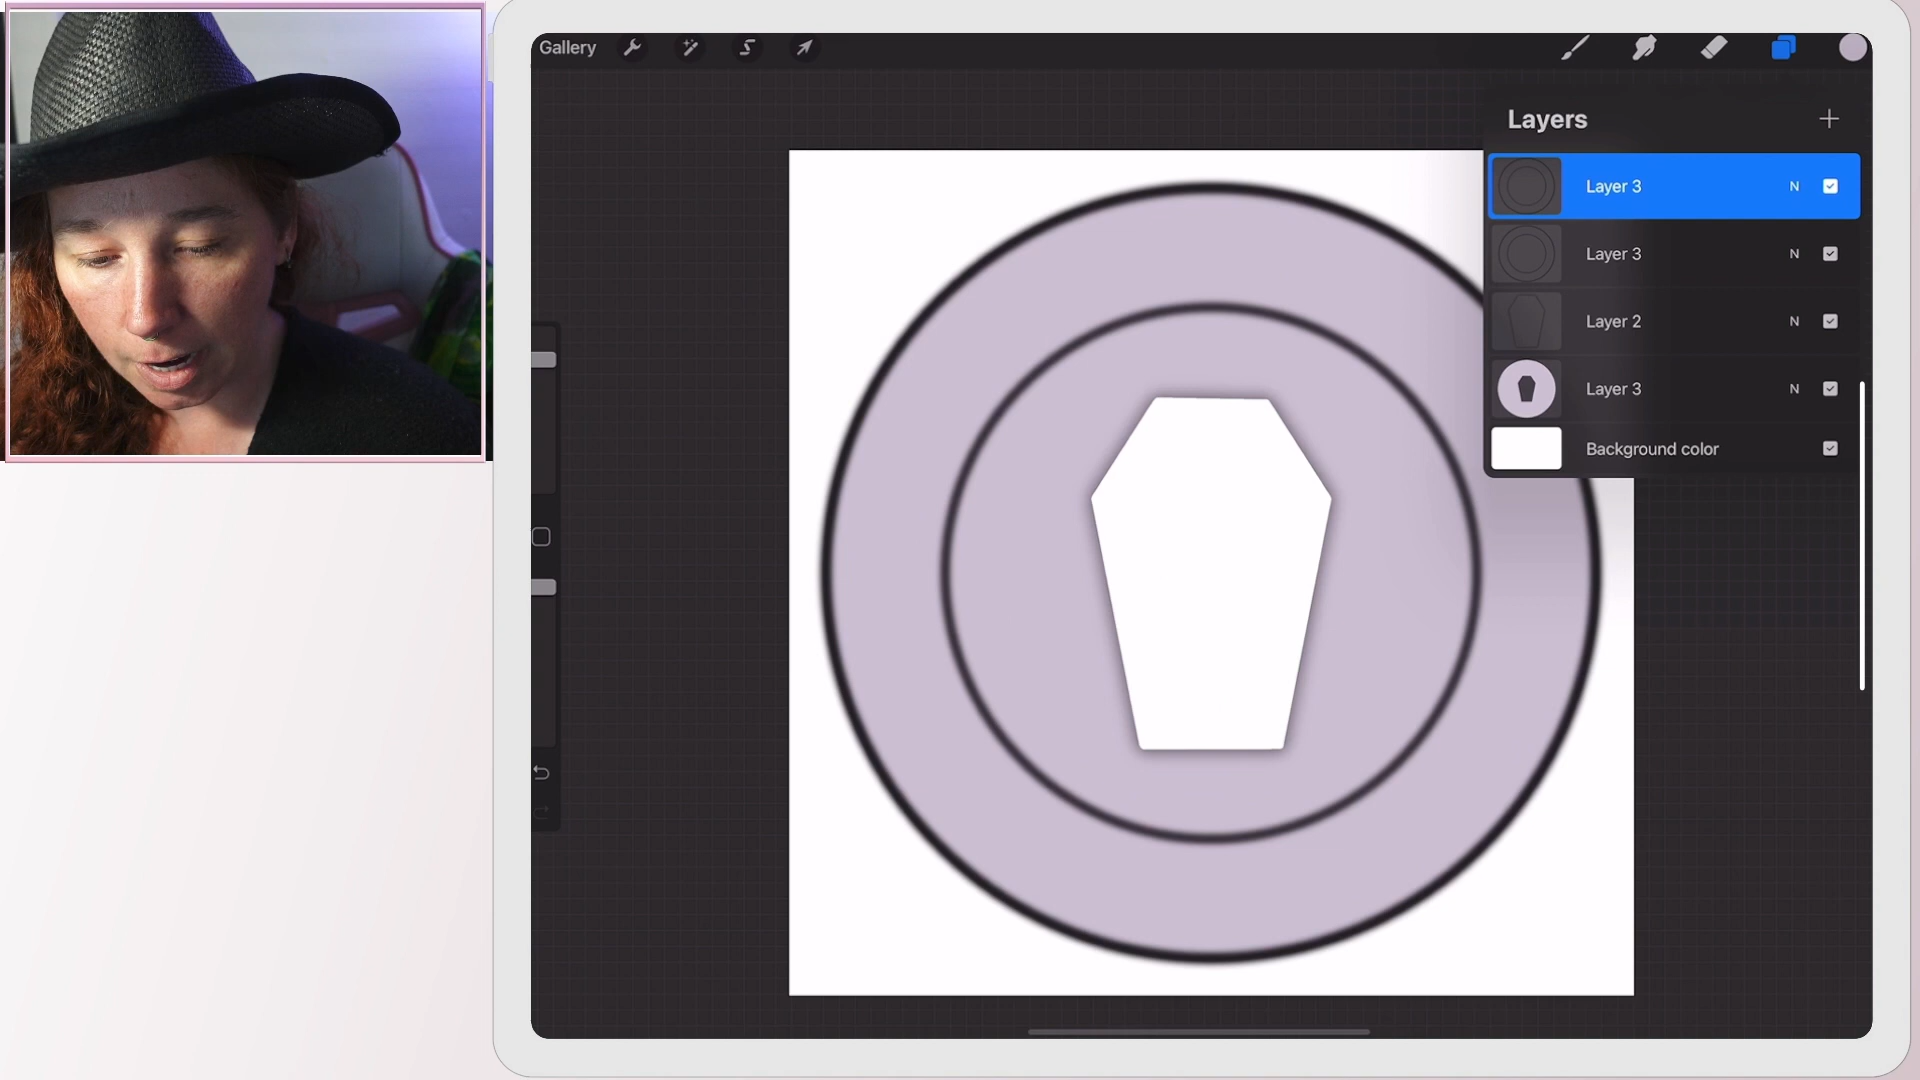 Gallery
Layers
Layer 3 N
Layer 3 N
Layer 2 N
Layer 3 N
Background color